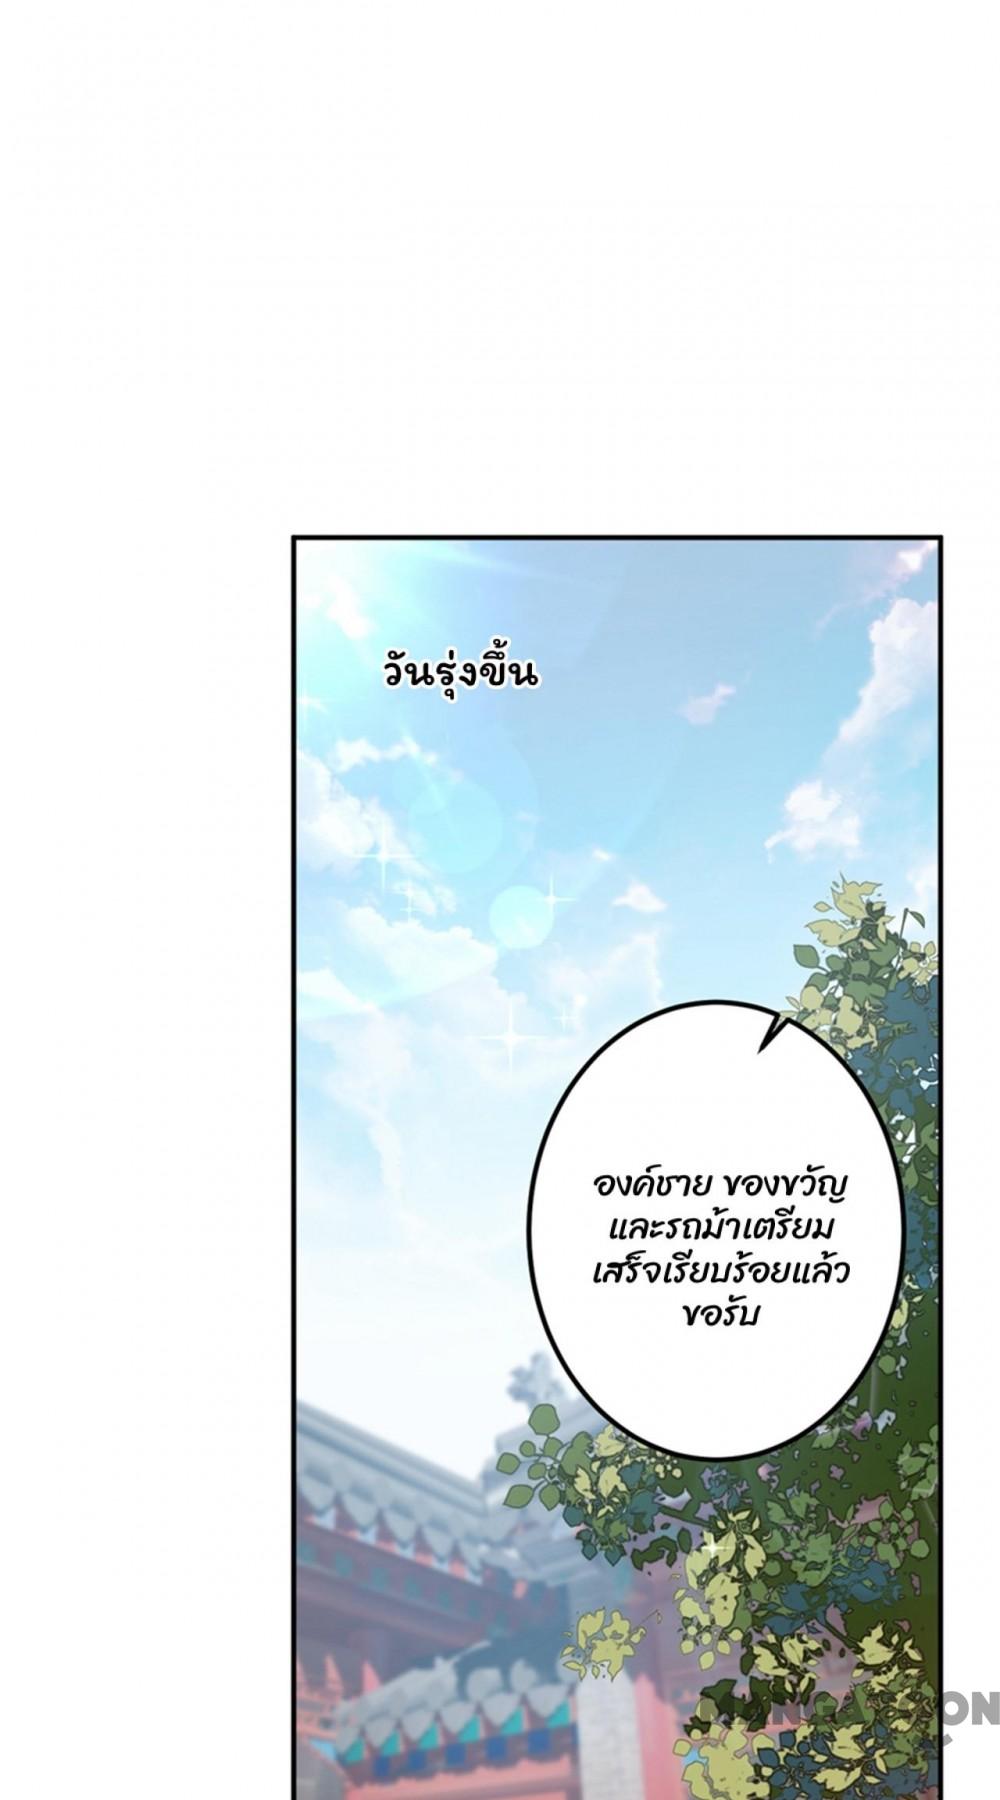 วันรุ่งขึ้น
องค์ชาย ของขวัญ
และรถม้าเตรียม
เสร็จเรียบร้อยแล้ว
ขอรับ